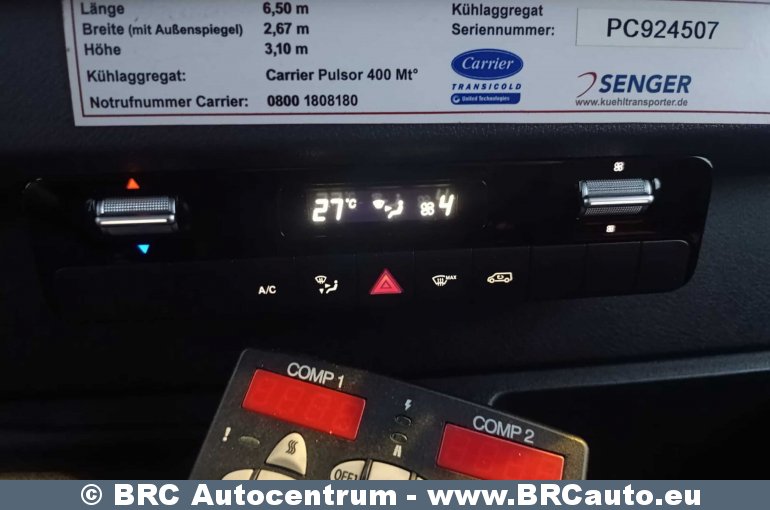 Länge 6,50 m Kühlaggregat
Breite (mit Außenspiegel) 2,67 m Seriennummer: PC924507
Höhe 3,10 m
Kühlaggregat: Carrier Pulsor 400 Mt° Carrier
TRANSICOLD
United Technologies
SENGER
www.kuehltransporter.de
Notrufnummer Carrier: 0800 1808180
27°C 4
A/C MAX
COMP 1
COMP 2
OFF1
© BRC Autocentrum - www.BRCauto.eu